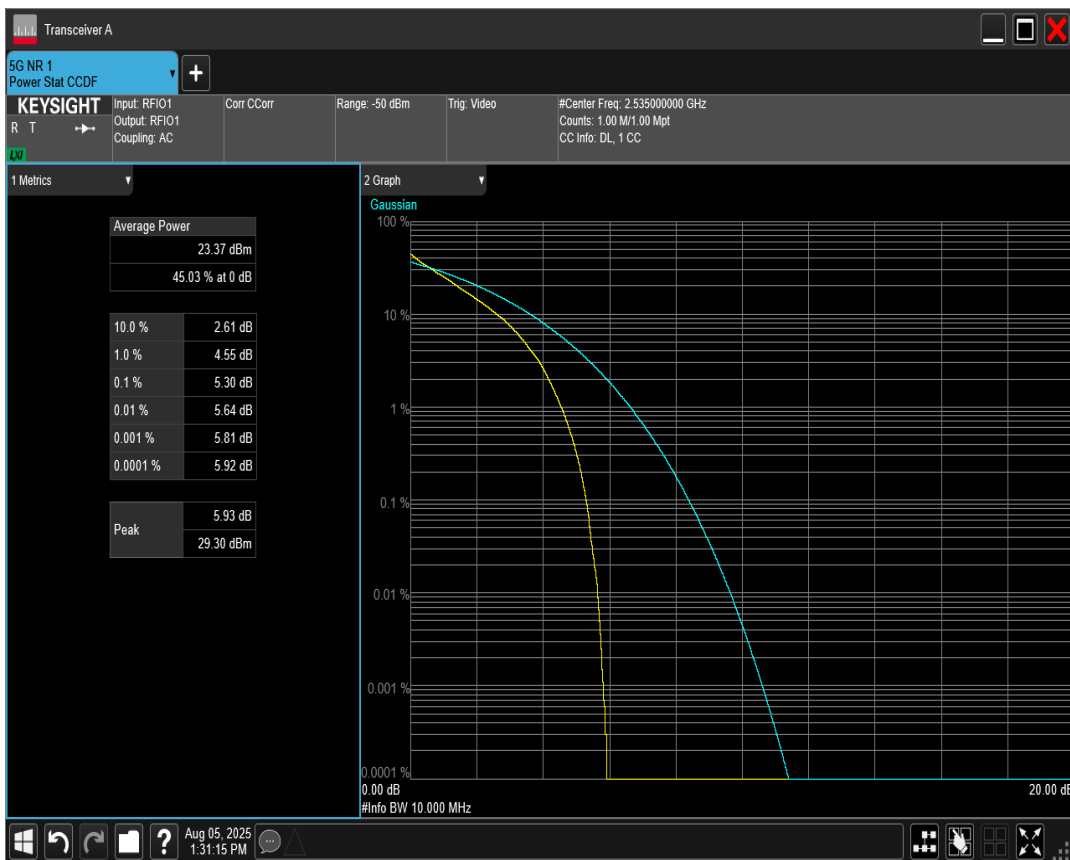 Transceiver A
5G NR 1
Power Stat CCDF
+
KEYSIGHT
R T
LXI
Input: RFIO1
Output: RFIO1
Coupling: AC
Corr CCorr
Range: -50 dBm
Trig: Video
#Center Freq: 2.535000000 GHz
Counts: 1.00 M/1.00 Mpt
CC Info: DL, 1 CC
1 Metrics
Average Power
23.37 dBm
45.03 % at 0 dB
10.0 % 2.61 dB
1.0 % 4.55 dB
0.1 % 5.30 dB
0.01 % 5.64 dB
0.001 % 5.81 dB
0.0001 % 5.92 dB
Peak
5.93 dB
29.30 dBm
2 Graph
Gaussian
100 %
10 %
1 %
0.1 %
0.01 %
0.001 %
0.0001 %
0.00 dB
20.00 dB
#Info BW 10.000 MHz
?
Aug 05, 2025
1:31:15 PM